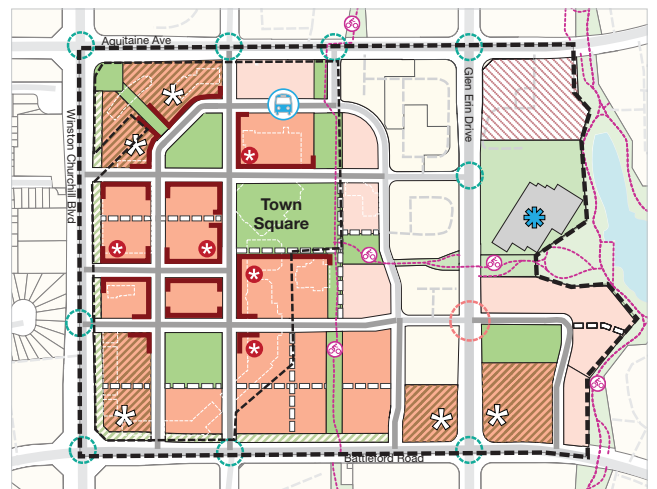 Aquitaine Ave
Winston Churchill Blvd
Glen Erin Drive
Town
Square
Battleford Road